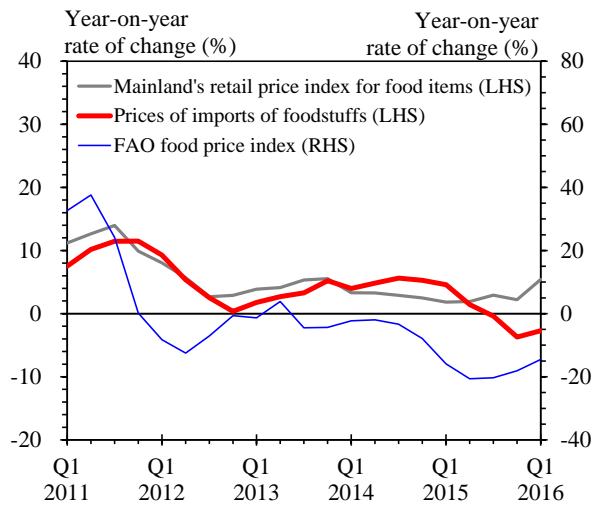 Year-on-year
rate of change (%)
Year-on-year
rate of change (%)
40
30
20
10
0
-10
-20
80
60
40
20
0
-20
-40
Mainland's retail price index for food items (LHS)
Prices of imports of foodstuffs (LHS)
FAO food price index (RHS)
Q1 Q1 Q1 Q1 Q1 Q1
2011 2012 2013 2014 2015 2016